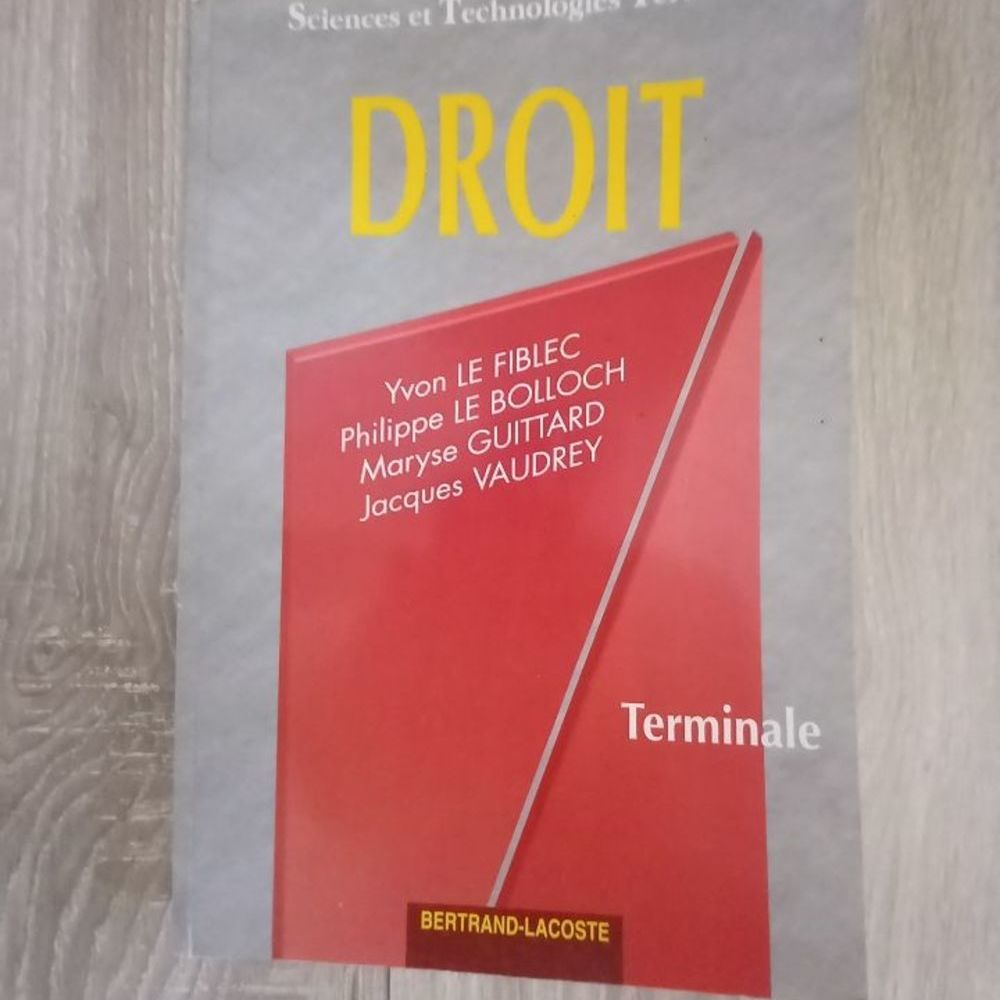 Sciences et Technologies
DROIT
Yvon LE FIBLEC
Philippe LE BOLLOCH
Maryse GUITTARD
Jacques VAUDREY
Terminale
BERTRAND-LACOSTE